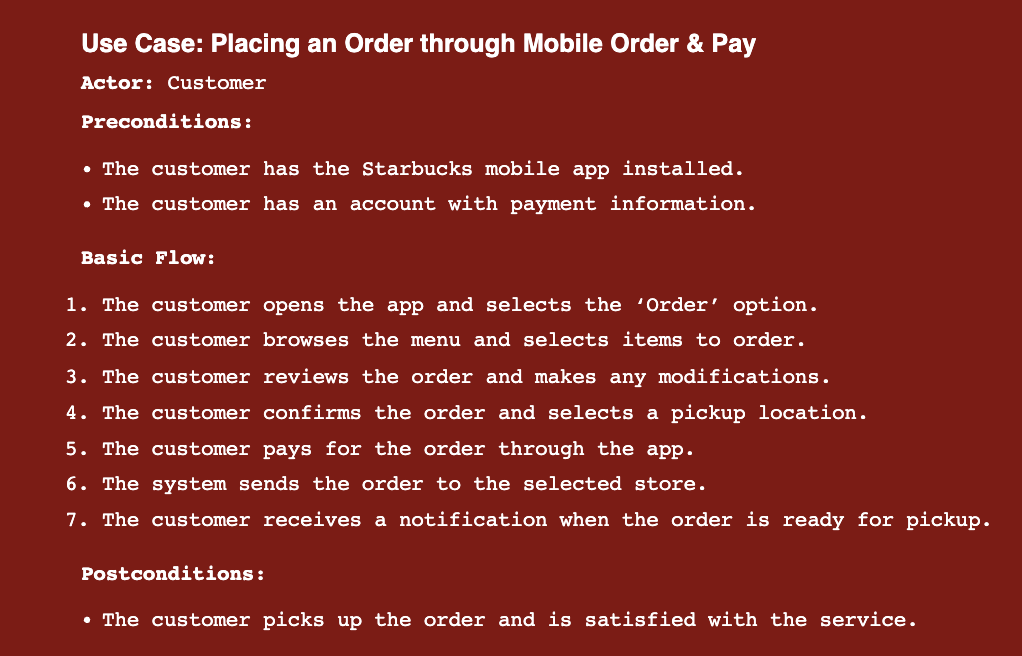 Use Case: Placing an Order through Mobile Order & Pay
Actor: Customer
Preconditions:
• The customer has the Starbucks mobile app installed.
• The customer has an account with payment information.
Basic Flow:
1. The customer opens the app and selects the ‘Order’ option.
2. The customer browses the menu and selects items to order.
3. The customer reviews the order and makes any modifications.
4. The customer confirms the order and selects a pickup location.
5. The customer pays for the order through the app.
6. The system sends the order to the selected store.
7. The customer receives a notification when the order is ready for pickup.
Postconditions:
• The customer picks up the order and is satisfied with the service.